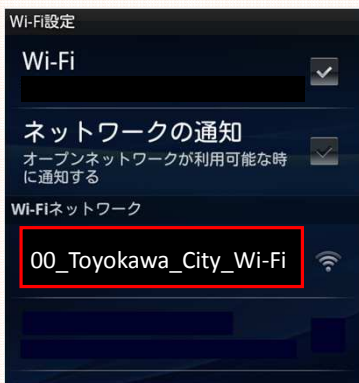 Wi-Fi設定
Wi-Fi
ネットワークの通知
オープンネットワークが利用可能な時
に通知する
Wi-Fiネットワーク
00_Toyokawa_City_Wi-Fi